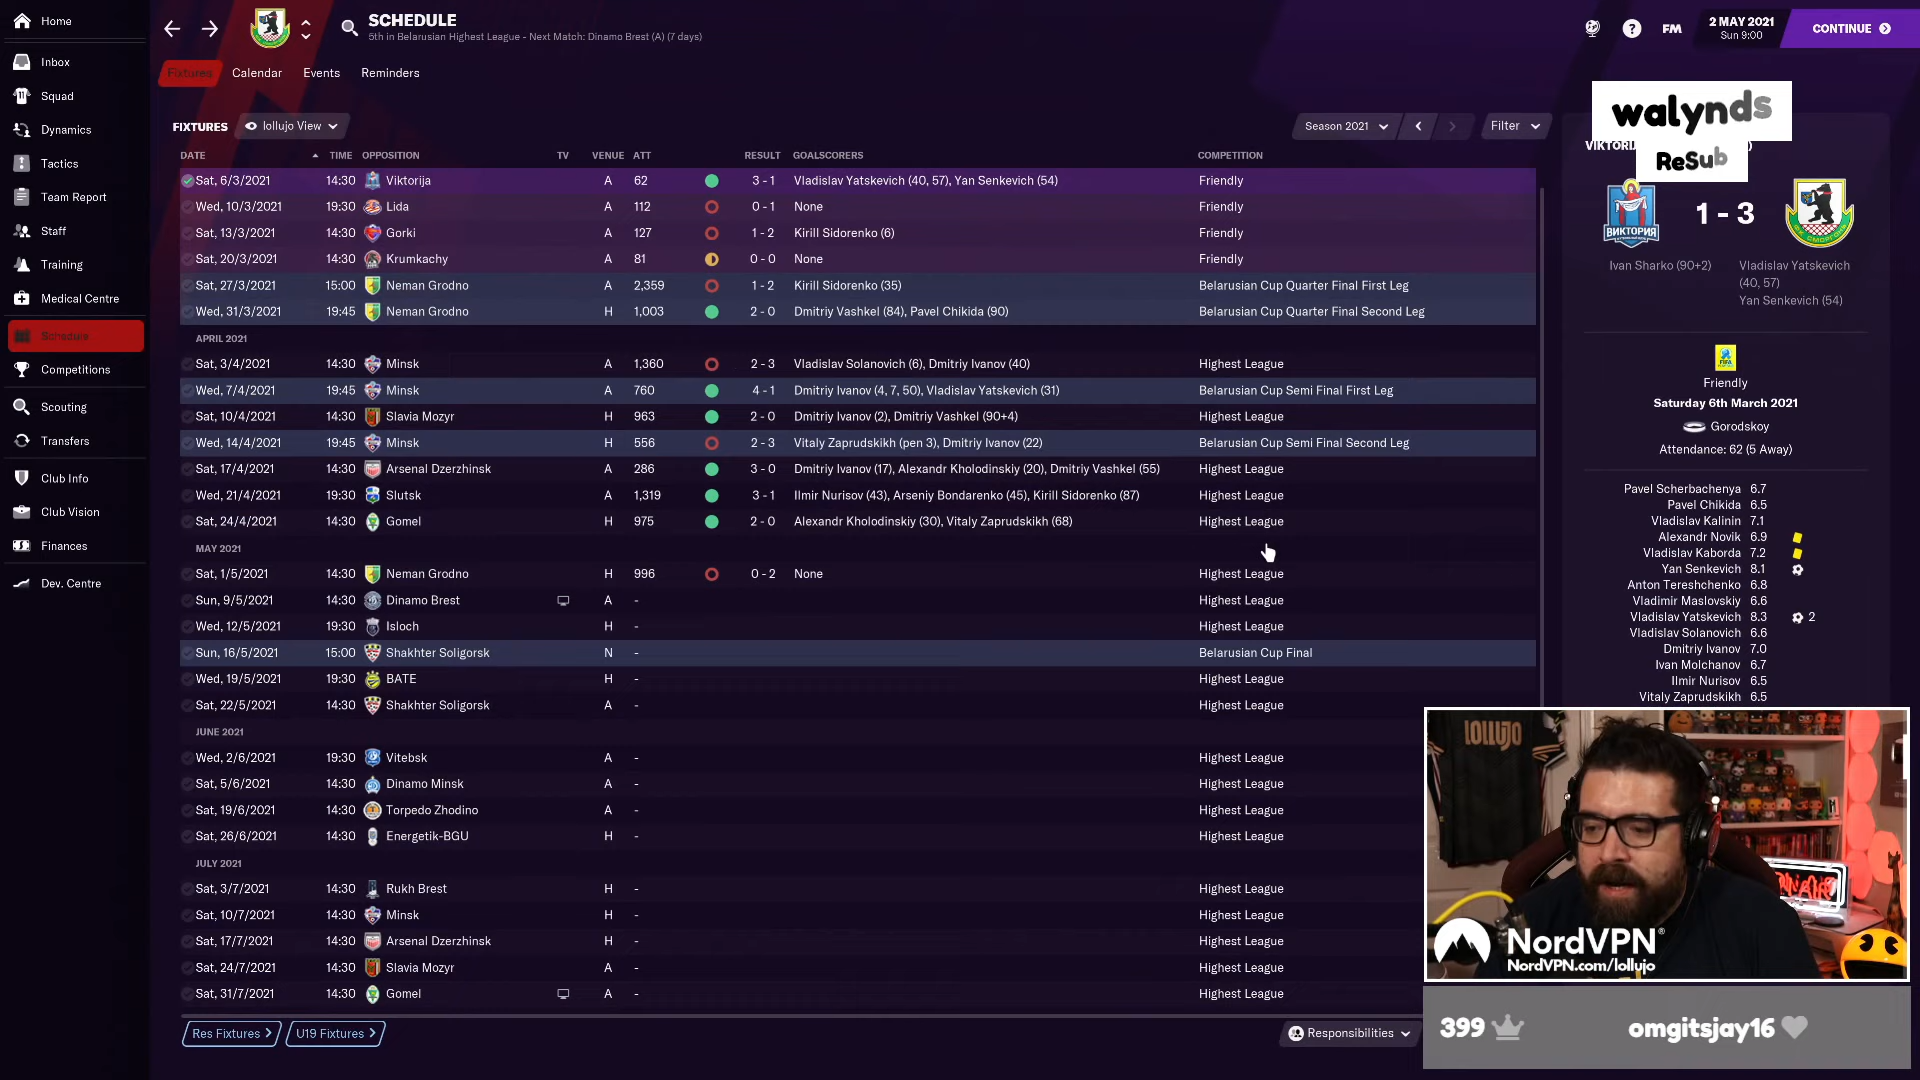 Home
Inbox
Squad
Dynamics
Tactics
Team Report
Staff
Training
Medical Centre
Schedule
Competitions
Scouting
Transfers
Club Info
Club Vision
Finances
Dev. Centre
SCHEDULE
5th in Belarusian Highest League - Next Match: Dinamo Brest (A) (7 days)
? FM 2 MAY 2021 Sun 9:00 CONTINUE
Fixtures Calendar Events Reminders
FIXTURES lollujo View Season 2021 Filter
DATE TIME OPPOSITION TV VENUE ATT RESULT GOALSCORERS COMPETITION
Sat, 6/3/2021 14:30 Viktorija A 62 3 - 1 Vladislav Yatskevich (40, 57), Yan Senkevich (54) Friendly
Wed, 10/3/2021 19:30 Lida A 112 0 - 1 None Friendly
Sat, 13/3/2021 14:30 Gorki A 127 1 - 2 Kirill Sidorenko (6) Friendly
Sat, 20/3/2021 14:30 Krumkachy A 81 0 - 0 None Friendly
Sat, 27/3/2021 15:00 Neman Grodno A 2,359 1 - 2 Kirill Sidorenko (35) Belarusian Cup Quarter Final First Leg
Wed, 31/3/2021 19:45 Neman Grodno H 1,003 2 - 0 Dmitriy Vashkel (84), Pavel Chikida (90) Belarusian Cup Quarter Final Second Leg
APRIL 2021
Sat, 3/4/2021 14:30 Minsk A 1,360 2 - 3 Vladislav Solanovich (6), Dmitriy Ivanov (40) Highest League
Wed, 7/4/2021 19:45 Minsk A 760 4 - 1 Dmitriy Ivanov (4, 7, 50), Vladislav Yatskevich (31) Belarusian Cup Semi Final First Leg
Sat, 10/4/2021 14:30 Slavia Mozyr H 963 2 - 0 Dmitriy Ivanov (2), Dmitriy Vashkel (90+4) Highest League
Wed, 14/4/2021 19:45 Minsk H 556 2 - 3 Vitaly Zaprudskikh (pen 3), Dmitriy Ivanov (22) Belarusian Cup Semi Final Second Leg
Sat, 17/4/2021 14:30 Arsenal Dzerzhinsk A 286 3 - 0 Dmitriy Ivanov (17), Alexandr Kholodinskiy (20), Dmitriy Vashkel (55) Highest League
Wed, 21/4/2021 19:30 Slutsk A 1,319 3 - 1 Ilmir Nurisov (43), Arseniy Bondarenko (45), Kirill Sidorenko (87) Highest League
Sat, 24/4/2021 14:30 Gomel H 975 2 - 0 Alexandr Kholodinskiy (30), Vitaly Zaprudskikh (68) Highest League
MAY 2021
Sat, 1/5/2021 14:30 Neman Grodno H 996 0 - 2 None Highest League
Sun, 9/5/2021 14:30 Dinamo Brest A - Highest League
Wed, 12/5/2021 19:30 Isloch H - Highest League
Sun, 16/5/2021 15:00 Shakhter Soligorsk N - Belarusian Cup Final
Wed, 19/5/2021 19:30 BATE H - Highest League
Sat, 22/5/2021 14:30 Shakhter Soligorsk A - Highest League
JUNE 2021
Wed, 2/6/2021 19:30 Vitebsk A - Highest League
Sat, 5/6/2021 14:30 Dinamo Minsk A - Highest League
Sat, 19/6/2021 14:30 Torpedo Zhodino A - Highest League
Sat, 26/6/2021 14:30 Energetik-BGU H - Highest League
JULY 2021
Sat, 3/7/2021 14:30 Rukh Brest H - Highest League
Sat, 10/7/2021 14:30 Minsk H - Highest League
Sat, 17/7/2021 14:30 Arsenal Dzerzhinsk H - Highest League
Sat, 24/7/2021 14:30 Slavia Mozyr A - Highest League
Sat, 31/7/2021 14:30 Gomel A - Highest League
Res Fixtures U19 Fixtures Responsibilities
walynds
ReSub
ВИКТОРИЯ
1 - 3
Ivan Sharko (90+2) Vladislav Yatskevich
(40, 57)
Yan Senkevich (54)
Friendly
Saturday 6th March 2021
Gorodskoy
Attendance: 62 (5 Away)
Pavel Scherbachenya 6.7
Pavel Chikida 6.5
Vladislav Kalinin 7.1
Alexandr Novik 6.9
Vladislav Kaborda 7.2
Yan Senkevich 8.1
Anton Tereshchenko 6.8
Vladimir Maslovskiy 6.6
Vladislav Yatskevich 8.3 2
Vladislav Solanovich 6.6
Dmitriy Ivanov 7.0
Ivan Molchanov 6.7
Ilmir Nurisov 6.5
Vitaly Zaprudskikh 6.5
lollujo
NordVPN®
NordVPN.com/lollujo
399 omgitsjay16